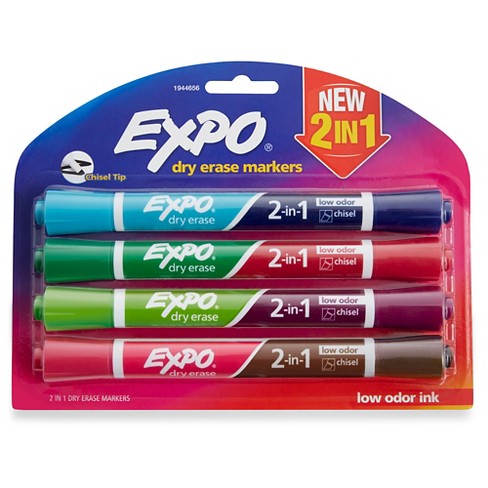 1944656
NEW
2 IN 1
EXPO®
dry erase markers
Chisel Tip
EXPO® dry erase 2-in-1 low odor chisel
EXPO® dry erase 2-in-1 low odor chisel
EXPO® dry erase 2-in-1 low odor chisel
EXPO® dry erase 2-in-1 low odor chisel
2 IN 1 DRY ERASE MARKERS
low odor ink